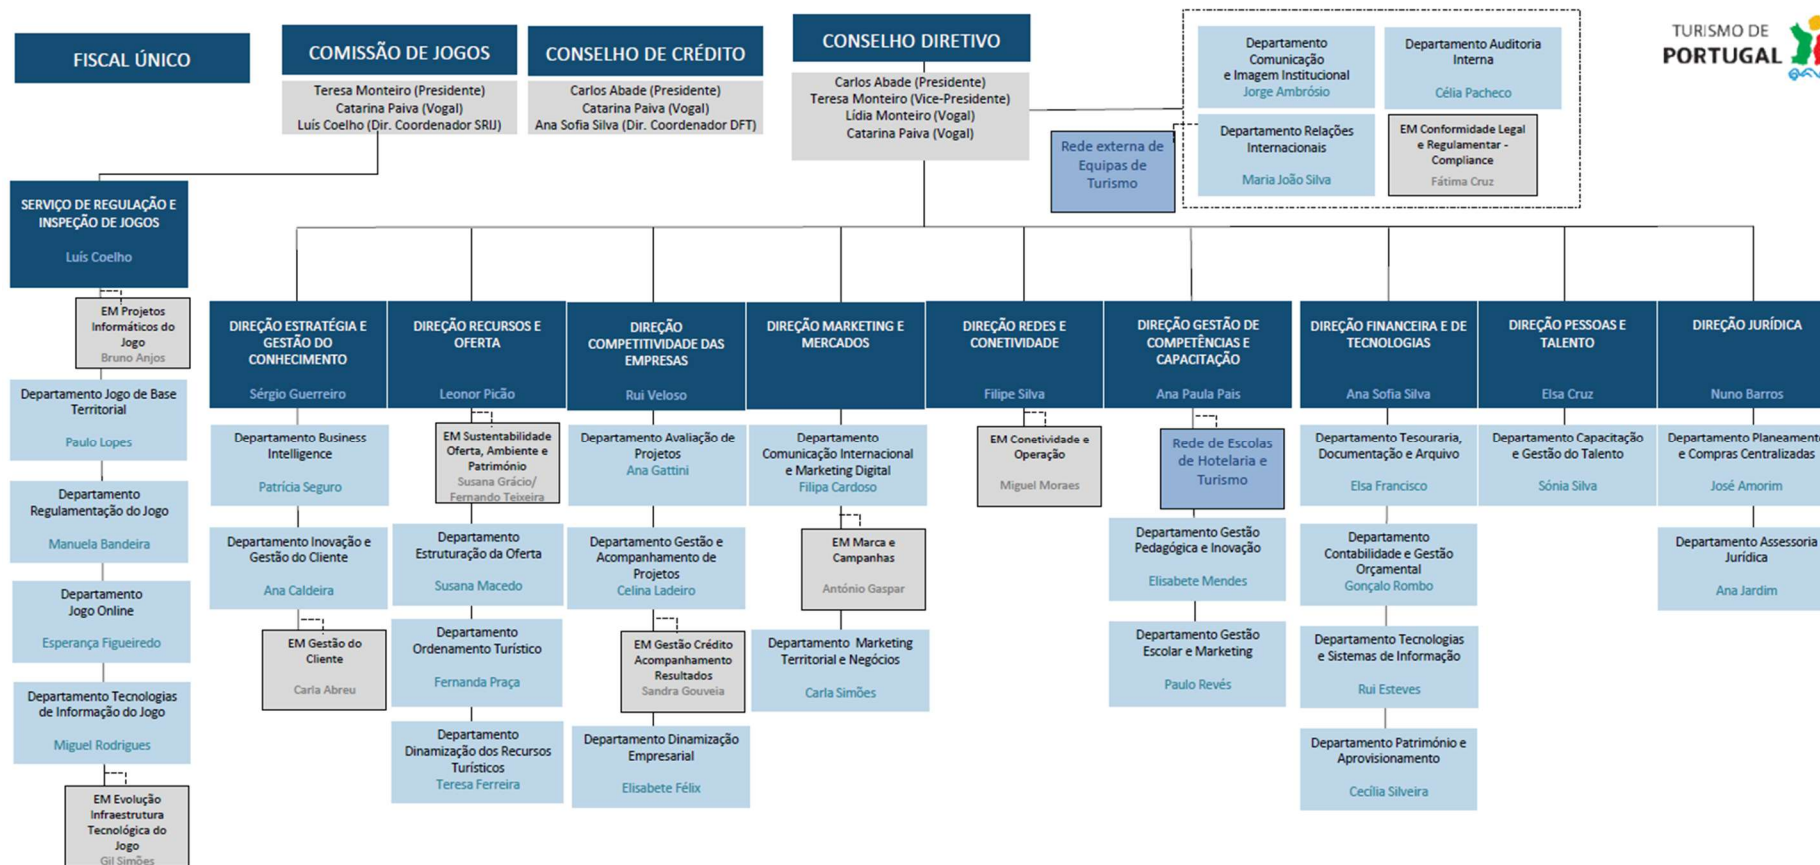 FISCAL ÚNICO
COMISSÃO DE JOGOS
Teresa Monteiro (Presidente)
Catarina Paiva (Vogal)
Luís Coelho (Dir. Coordenador SRIJ)
CONSELHO DE CRÉDITO
Carlos Abade (Presidente)
Catarina Paiva (Vogal)
Ana Sofia Silva (Dir. Coordenador DFT)
CONSELHO DIRETIVO
Carlos Abade (Presidente)
Teresa Monteiro (Vice-Presidente)
Lídia Monteiro (Vogal)
Catarina Paiva (Vogal)
Departamento
Comunicação
e Imagem Institucional
Jorge Ambrósio
Departamento Auditoria
Interna
Célia Pacheco
TURISMO DE
PORTUGAL
Rede externa de
Equipas de
Turismo
Departamento Relações
Internacionais
Maria João Silva
EM Conformidade Legal
e Regulamentar -
Compliance
Fátima Cruz
SERVIÇO DE REGULAÇÃO E
INSPEÇÃO DE JOGOS
Luís Coelho
EM Projetos
Informáticos do
Jogo
Bruno Anjos
Departamento Jogo de Base
Territorial
Paulo Lopes
Departamento
Regulamentação do Jogo
Manuela Bandeira
Departamento
Jogo Online
Esperança Figueiredo
Departamento Tecnologias
de Informação do Jogo
Miguel Rodrigues
EM Evolução
Infraestrutura
Tecnológica do
Jogo
Gil Simões
DIREÇÃO ESTRATÉGIA E
GESTÃO DO
CONHECIMENTO
Sérgio Guerreiro
Departamento Business
Intelligence
Patrícia Seguro
Departamento Inovação e
Gestão do Cliente
Ana Caldeira
EM Gestão do
Cliente
Carla Abreu
DIREÇÃO RECURSOS E
OFERTA
Leonor Picão
EM Sustentabilidade
Oferta, Ambiente e
Património
Susana Grácio/
Fernando Teixeira
Departamento
Estruturação da Oferta
Susana Macedo
Departamento
Ordenamento Turístico
Fernanda Praça
Departamento
Dinamização dos Recursos
Turísticos
Teresa Ferreira
DIREÇÃO
COMPETITIVIDADE DAS
EMPRESAS
Rui Veloso
Departamento Avaliação de
Projetos
Ana Gattini
Departamento Gestão e
Acompanhamento de
Projetos
Celina Ladeiro
EM Gestão Crédito
Acompanhamento
Resultados
Sandra Gouveia
Departamento Dinamização
Empresarial
Elisabete Félix
DIREÇÃO MARKETING E
MERCADOS
Departamento
Comunicação Internacional
e Marketing Digital
Filipa Cardoso
EM Marca e
Campanhas
António Gaspar
Departamento Marketing
Territorial e Negócios
Carla Simões
DIREÇÃO REDES E
CONETIVIDADE
Filipe Silva
EM Conetividade e
Operação
Miguel Moraes
DIREÇÃO GESTÃO DE
COMPETÊNCIAS E
CAPACITAÇÃO
Ana Paula Pais
Rede de Escolas
de Hotelaria e
Turismo
Departamento Gestão
Pedagógica e Inovação
Elisabete Mendes
Departamento Gestão
Escolar e Marketing
Paulo Revés
DIREÇÃO FINANCEIRA E DE
TECNOLOGIAS
Ana Sofia Silva
Departamento Tesouraria,
Documentação e Arquivo
Elsa Francisco
Departamento
Contabilidade e Gestão
Orçamental
Gonçalo Rombo
Departamento Tecnologias
e Sistemas de Informação
Rui Esteves
Departamento Património e
Aprovisionamento
Cecília Silveira
DIREÇÃO PESSOAS E
TALENTO
Elsa Cruz
Departamento Capacitação
e Gestão do Talento
Sónia Silva
DIREÇÃO JURÍDICA
Nuno Barros
Departamento Planeamento
e Compras Centralizadas
José Amorim
Departamento Assessoria
Jurídica
Ana Jardim